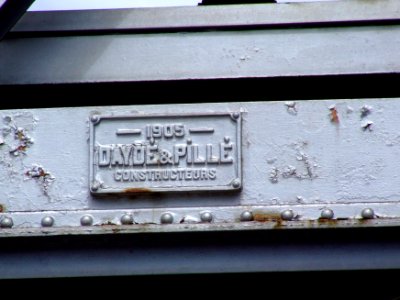 — 1905 —
DAYDÉ & PILLÉ
CONSTRUCTEURS